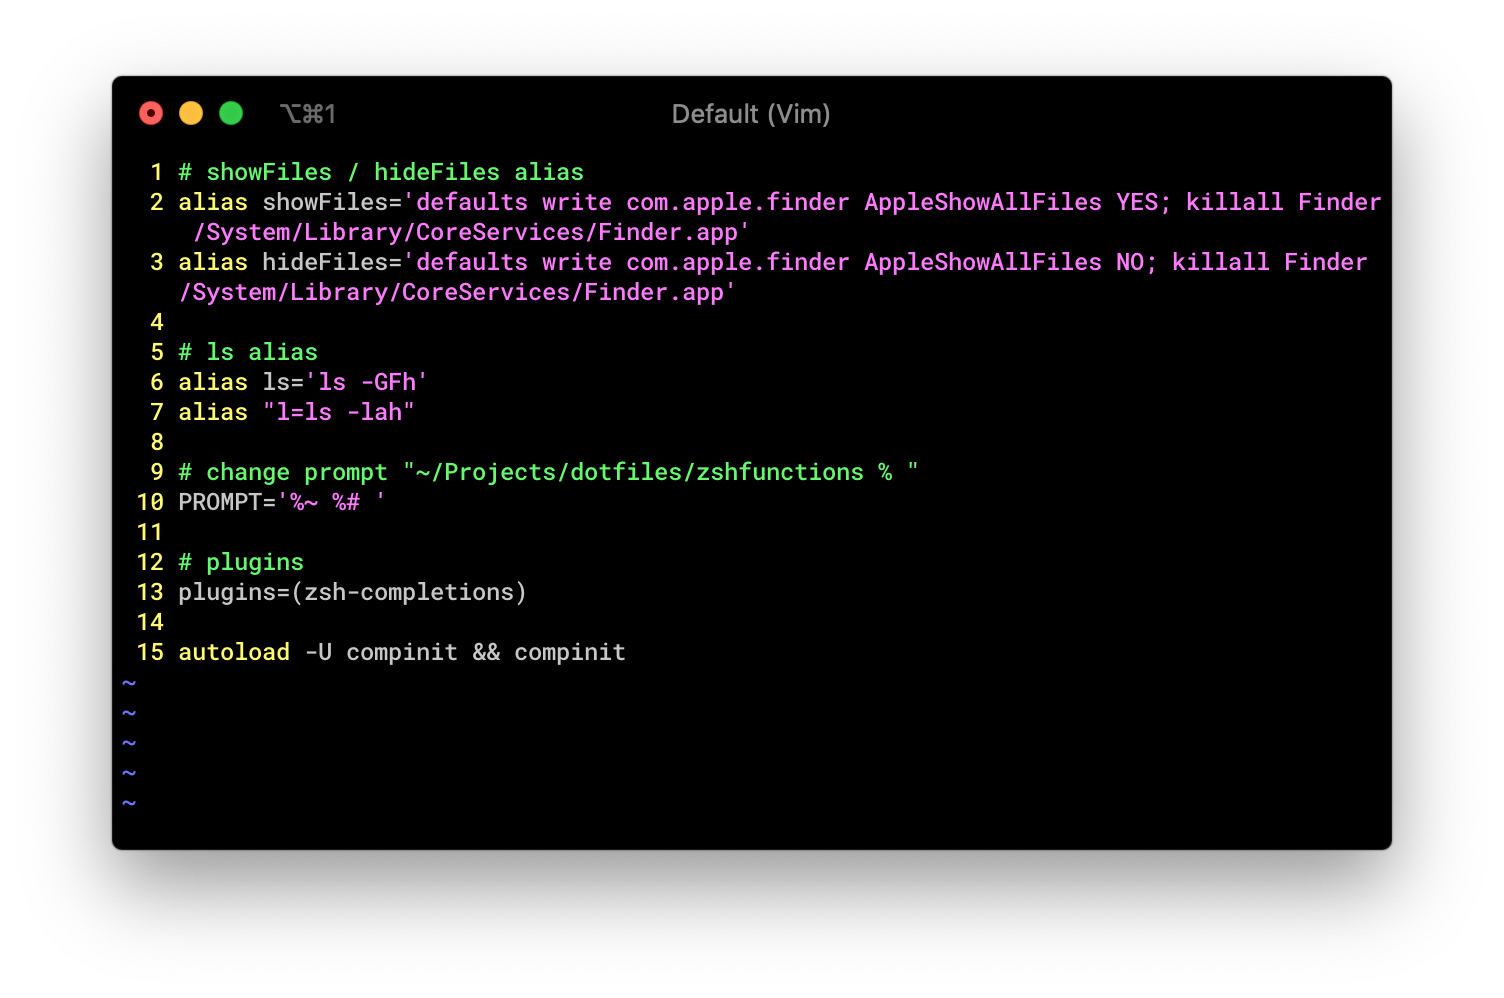 ⌥⌘1 Default (Vim)
1 # showFiles / hideFiles alias
2 alias showFiles='defaults write com.apple.finder AppleShowAllFiles YES; killall Finder
/System/Library/CoreServices/Finder.app'
3 alias hideFiles='defaults write com.apple.finder AppleShowAllFiles NO; killall Finder
/System/Library/CoreServices/Finder.app'
4
5 # ls alias
6 alias ls='ls -GFh'
7 alias "l=ls -lah"
8
9 # change prompt "~/Projects/dotfiles/zshfunctions % "
10 PROMPT='%~ %# '
11
12 # plugins
13 plugins=(zsh-completions)
14
15 autoload -U compinit && compinit
~
~
~
~
~